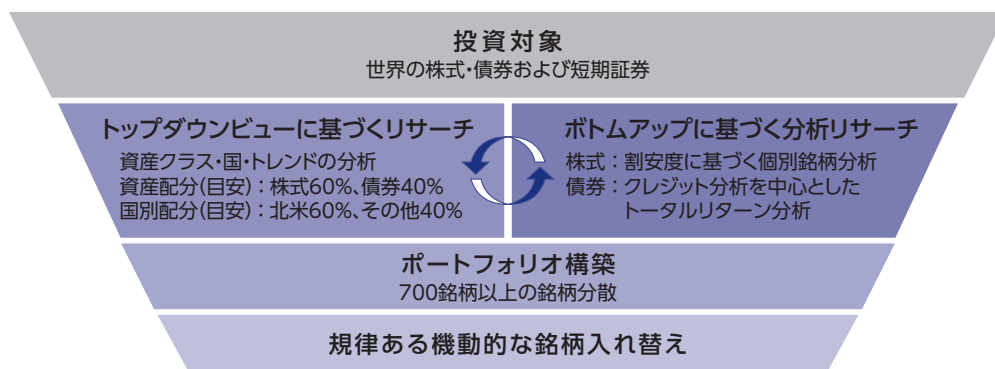 投資対象
世界の株式・債券および短期証券
トップダウンビューに基づくリサーチ
資産クラス・国・トレンドの分析
資産配分(目安)：株式60%、債券40%
国別配分(目安)：北米60%、その他40%
ボトムアップに基づく分析リサーチ
株式：割安度に基づく個別銘柄分析
債券：クレジット分析を中心とした
トータルリターン分析
ポートフォリオ構築
700銘柄以上の銘柄分散
規律ある機動的な銘柄入れ替え